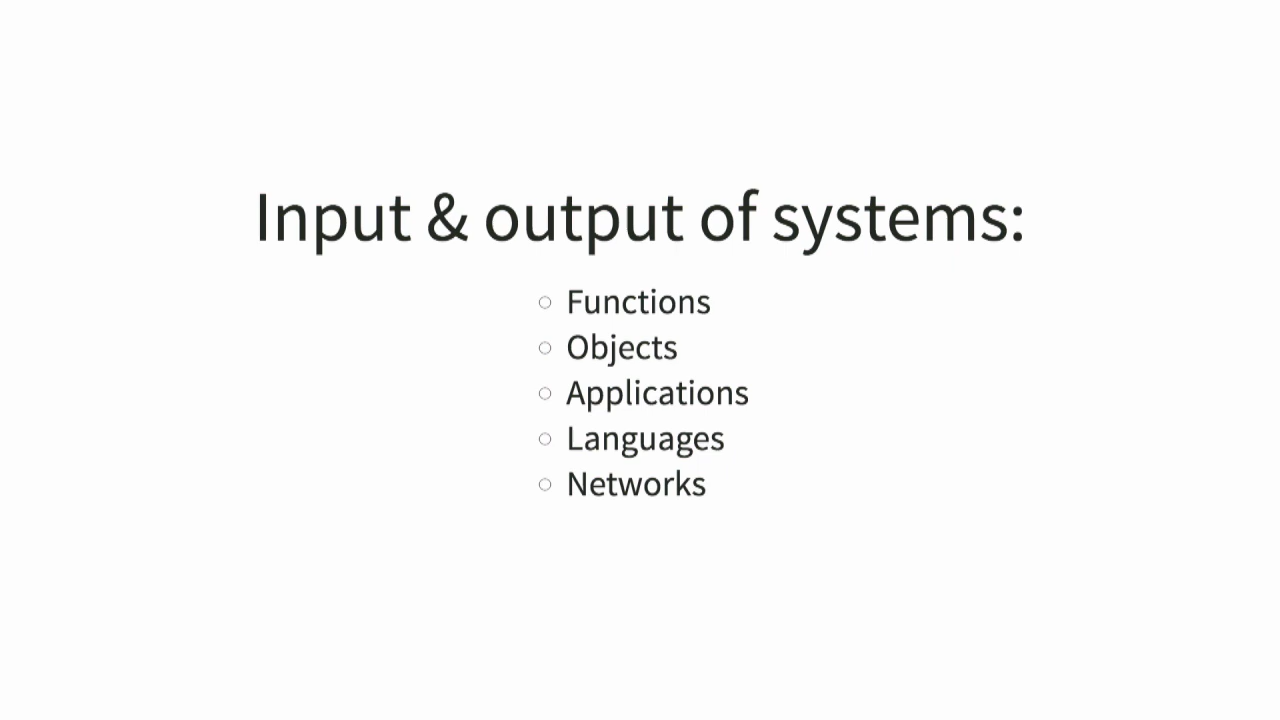 Input & output of systems:
Functions
Objects
Applications
Languages
Networks